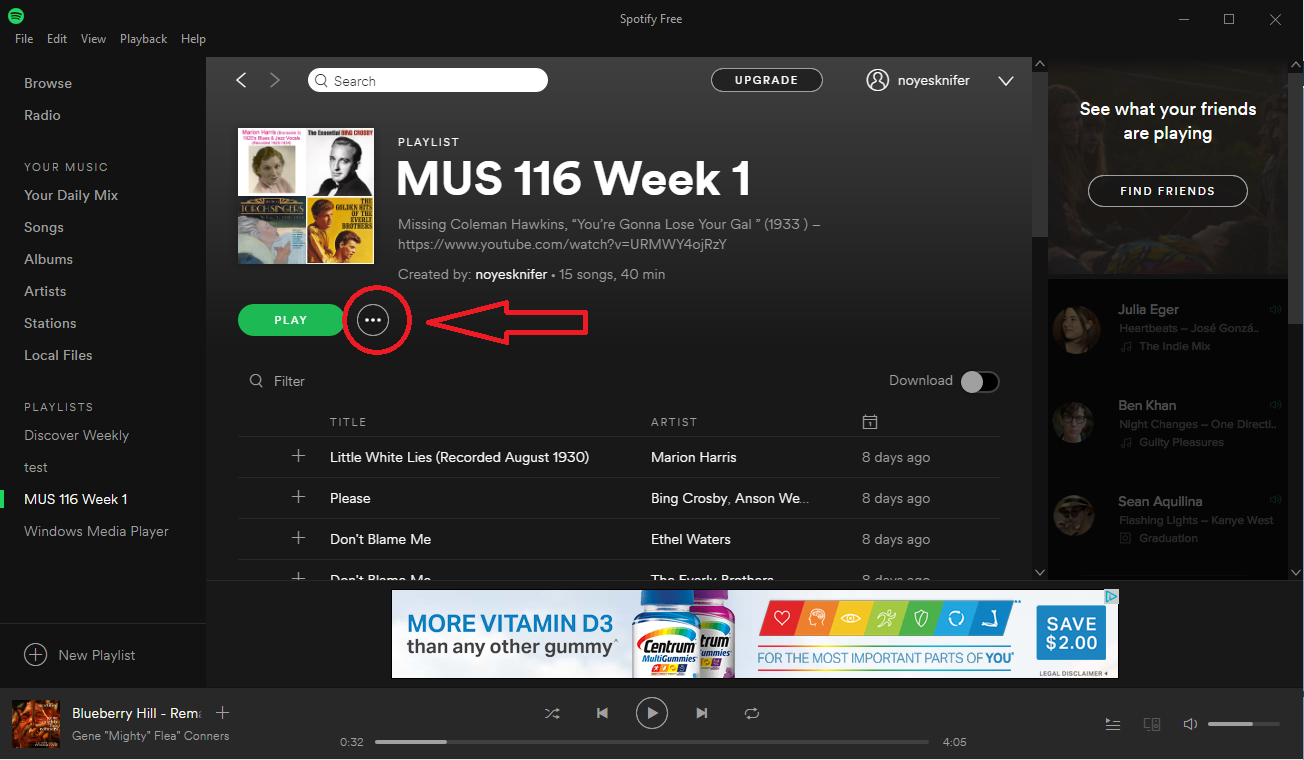 Spotify Free
File Edit View Playback Help
Browse
Radio
YOUR MUSIC
Your Daily Mix
Songs
Albums
Artists
Stations
Local Files
PLAYLISTS
Discover Weekly
test
MUS 116 Week 1
Windows Media Player
New Playlist
Search
UPGRADE
noyesknifer
Marion Harris
1920's Blues & Jazz Vocals
The Essential BING CROSBY
TORCH SINGERS
THE GOLDEN HITS
OF THE
EVERLY
BROTHERS
PLAYLIST
MUS 116 Week 1
Missing Coleman Hawkins, “You’re Gonna Lose Your Gal ” (1933 ) –
https://www.youtube.com/watch?v=URMWY4ojRzY
Created by: noyesknifer • 15 songs, 40 min
PLAY
Filter
Download
TITLE ARTIST
Little White Lies (Recorded August 1930) Marion Harris 8 days ago
Please Bing Crosby, Anson We... 8 days ago
Don't Blame Me Ethel Waters 8 days ago
Don't Blame Me The Everly Brothers 8 days ago
See what your friends
are playing
FIND FRIENDS
Julia Eger
Heartbeats – José Gonzá..
The Indie Mix
Ben Khan
Night Changes – One Directi..
Guilty Pleasures
Sean Aquilina
Flashing Lights – Kanye West
Graduation
MORE VITAMIN D3
than any other gummy^
Centrum
MultiGummies
FOR THE MOST IMPORTANT PARTS OF YOU
SAVE
$2.00
LEGAL DISCLAIMER
Blueberry Hill - Rema
Gene "Mighty" Flea" Conners
0:32
4:05